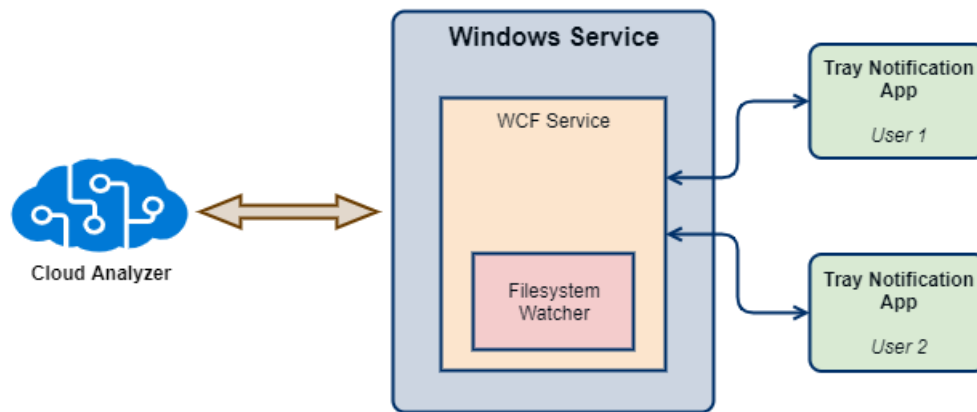 Windows Service
WCF Service
Filesystem
Watcher
Cloud Analyzer
Tray Notification
App
User 1
Tray Notification
App
User 2